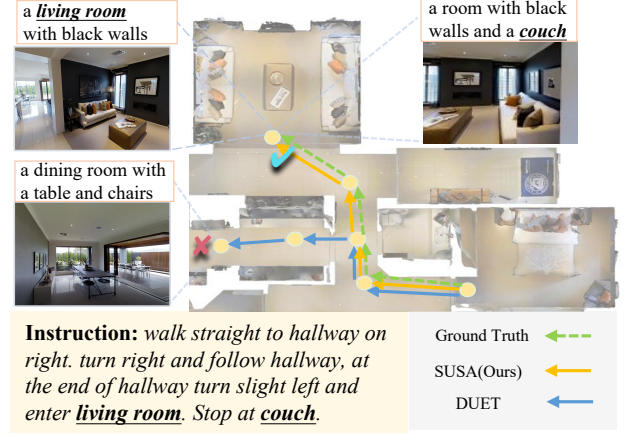 a living room
with black walls
a room with black
walls and a couch
a dining room with
a table and chairs
Instruction: walk straight to hallway on
right. turn right and follow hallway, at
the end of hallway turn slight left and
enter living room. Stop at couch.
Ground Truth
SUSA(Ours)
DUET